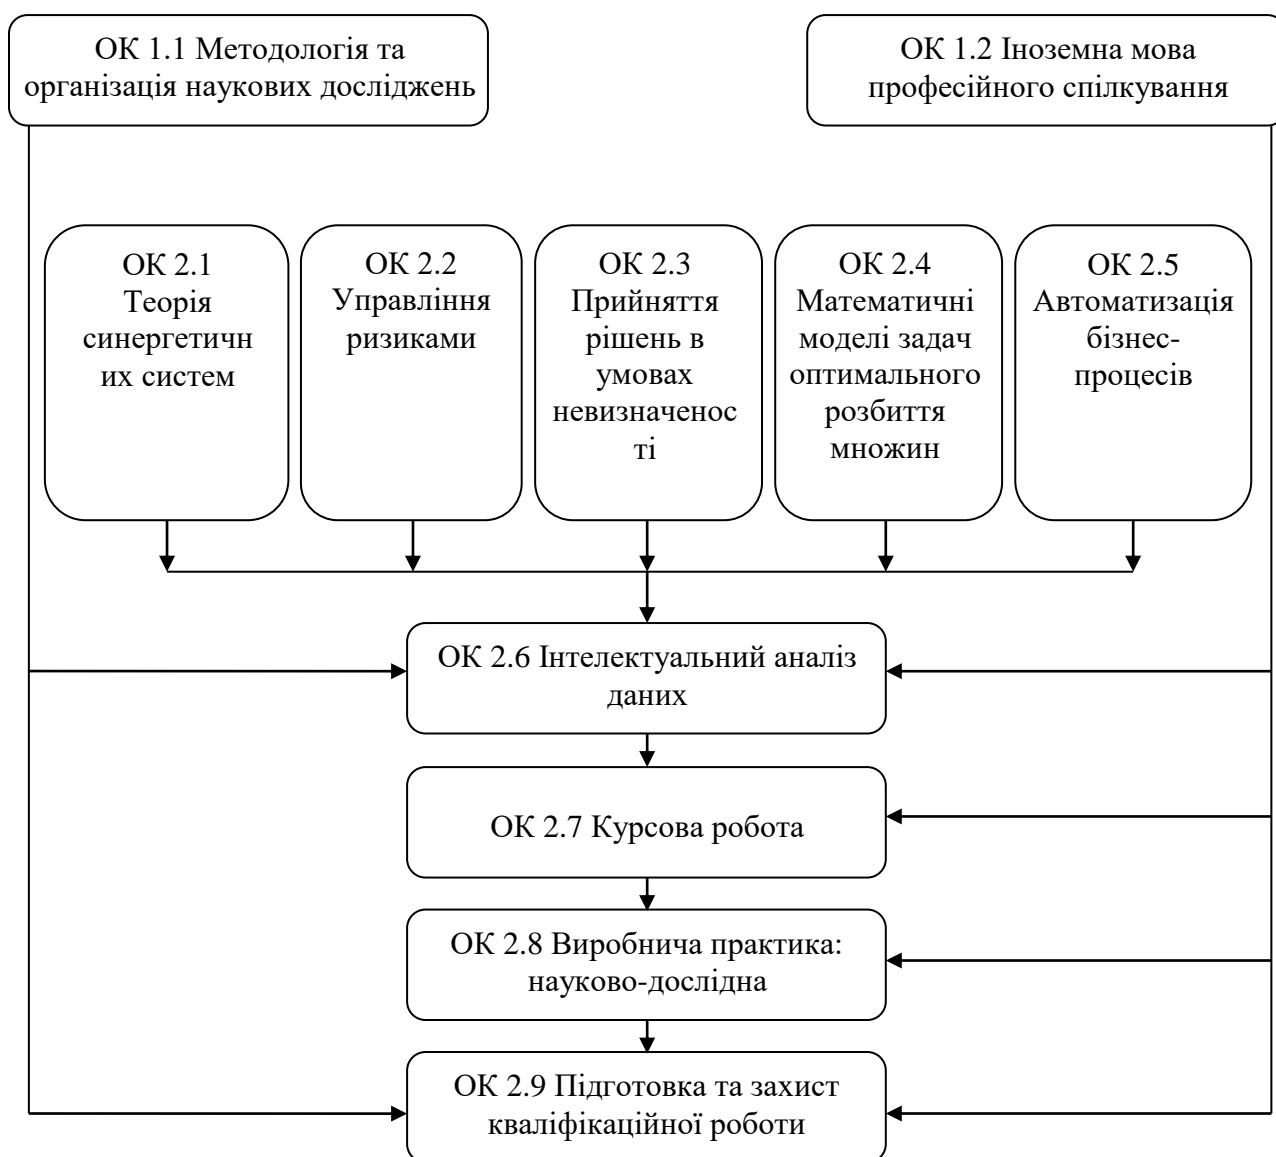 ОК 1.1 Методологія та
організація наукових досліджень
ОК 1.2 Іноземна мова
професійного спілкування
ОК 2.1
Теорія
синергетичн
их систем
ОК 2.2
Управління
ризиками
ОК 2.3
Прийняття
рішень в
умовах
невизначенос
ті
ОК 2.4
Математичні
моделі задач
оптимального
розбиття
множин
ОК 2.5
Автоматизація
бізнес-
процесів
ОК 2.6 Інтелектуальний аналіз
даних
ОК 2.7 Курсова робота
ОК 2.8 Виробнича практика:
науково-дослідна
ОК 2.9 Підготовка та захист
кваліфікаційної роботи